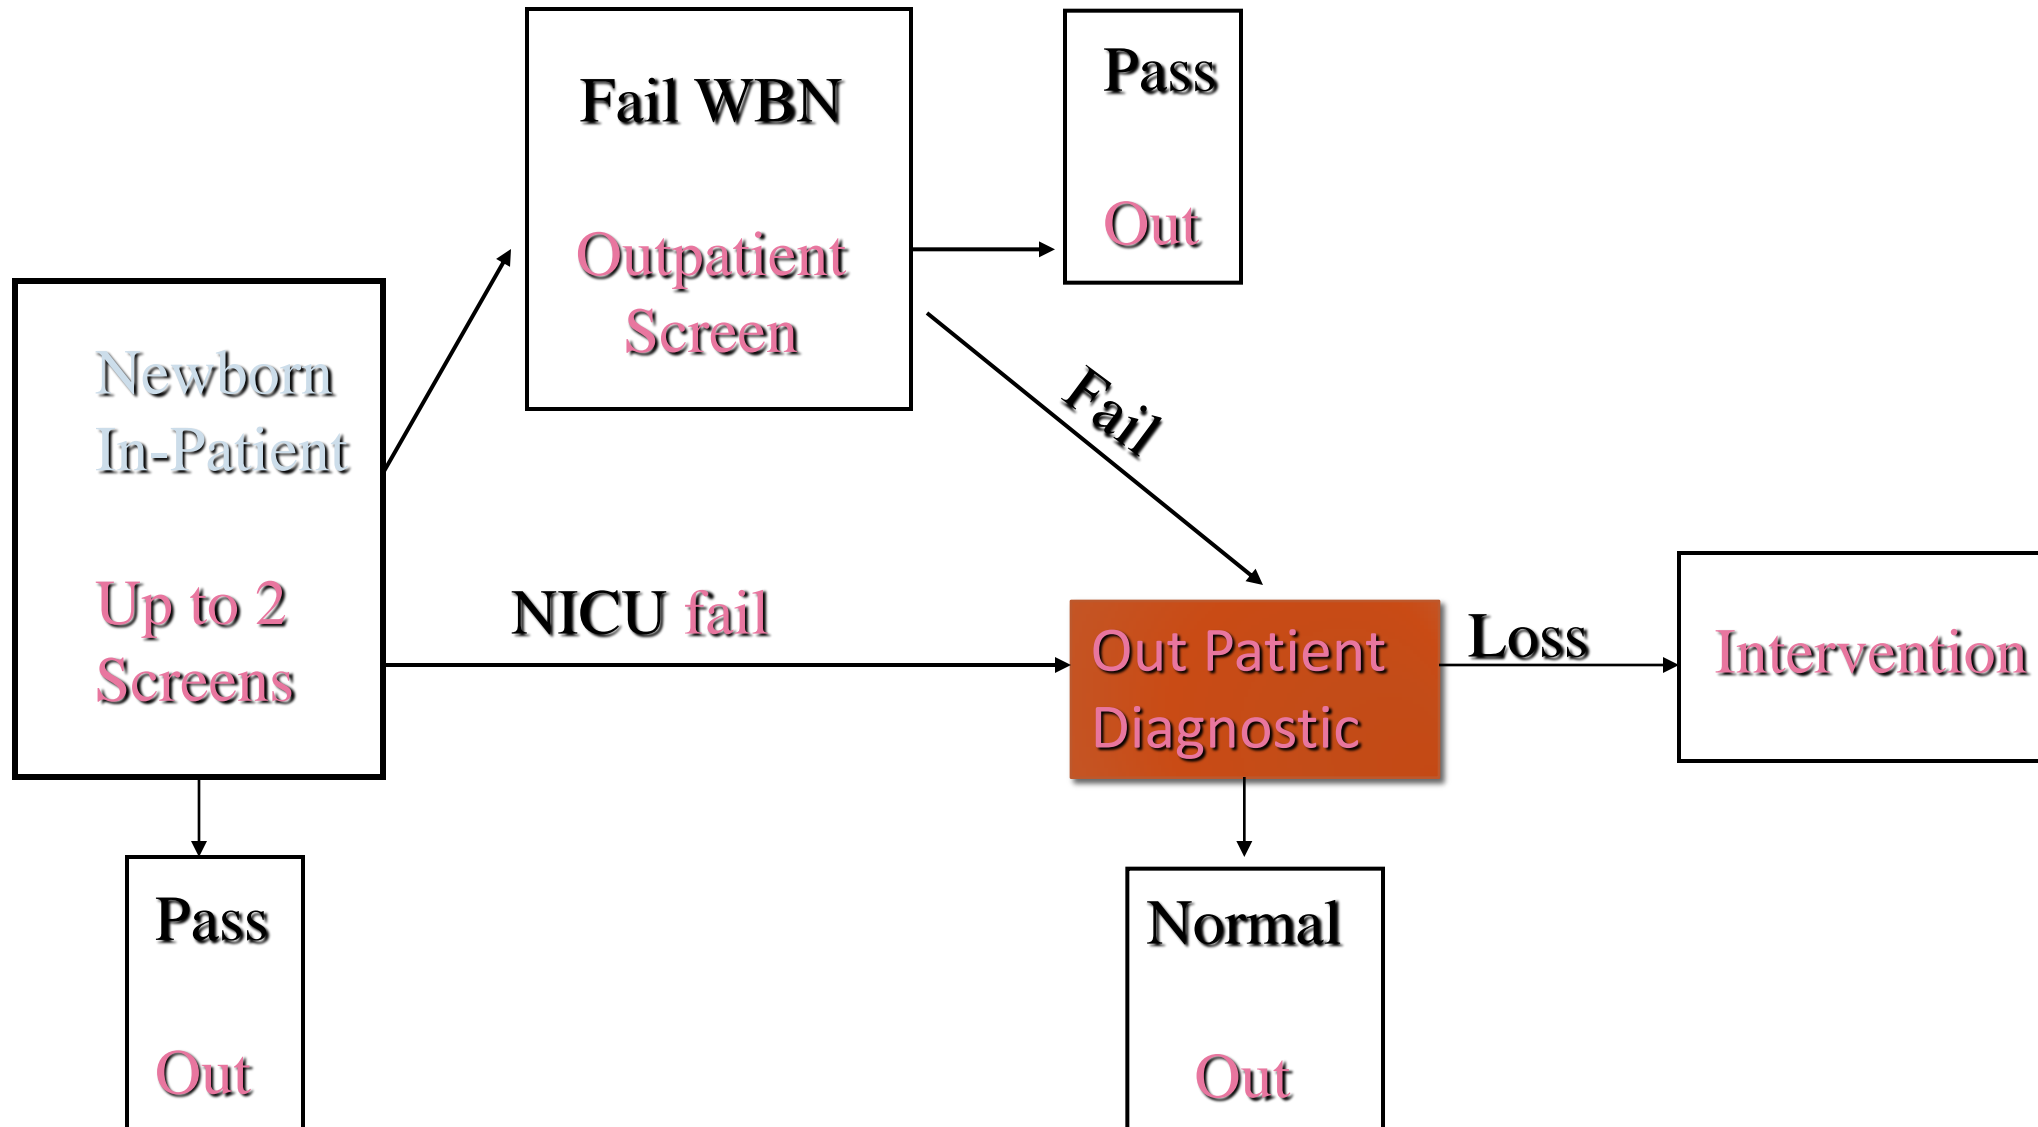 Newborn
In-Patient
Up to 2
Screens
Pass
Out
Fail WBN
Outpatient
Screen
Pass
Out
Fail
NICU fail
Out Patient
Diagnostic
Loss
Intervention
Normal
Out